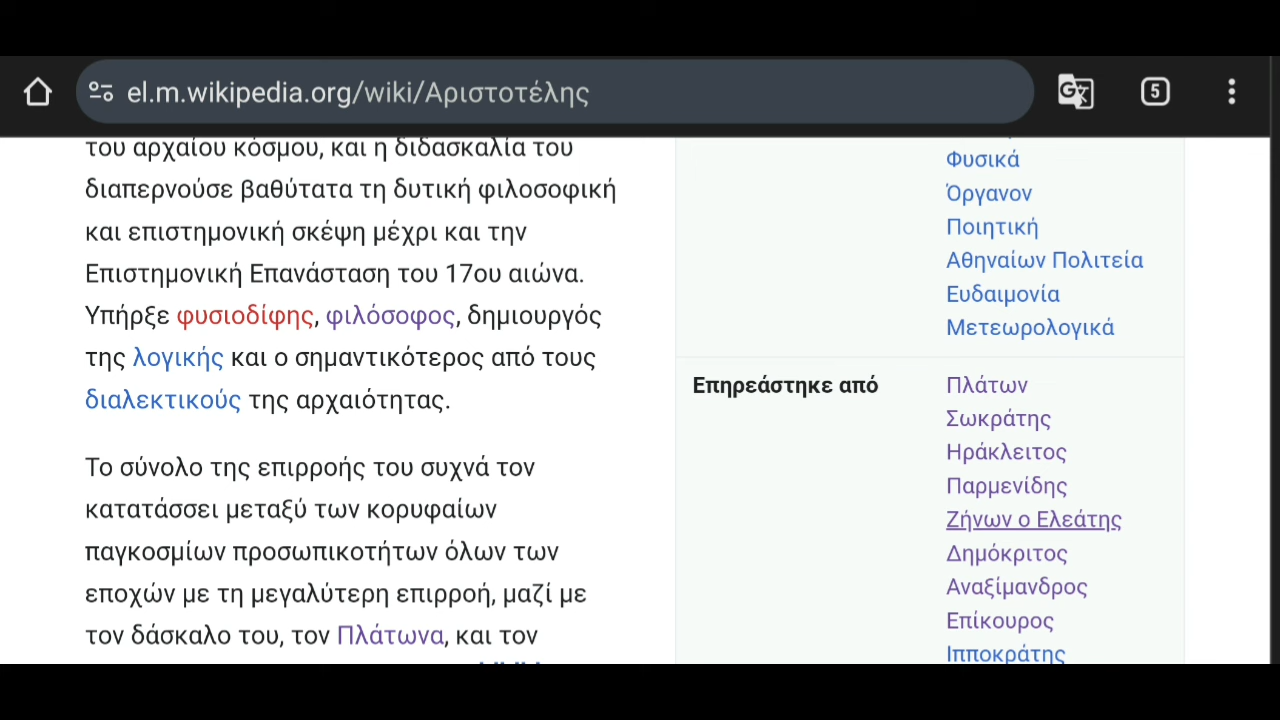 el.m.wikipedia.org/wiki/Αριστοτέλης
5
του αρχαίου κόσμου, και η διδασκαλία του
διαπερνούσε βαθύτατα τη δυτική φιλοσοφική
και επιστημονική σκέψη μέχρι και την
Επιστημονική Επανάσταση του 17ου αιώνα.
Υπήρξε φυσιοδίφης, φιλόσοφος, δημιουργός
της λογικής και ο σημαντικότερος από τους
διαλεκτικούς της αρχαιότητας.
Το σύνολο της επιρροής του συχνά τον
κατατάσσει μεταξύ των κορυφαίων
παγκοσμίων προσωπικοτήτων όλων των
εποχών με τη μεγαλύτερη επιρροή, μαζί με
τον δάσκαλο του, τον Πλάτωνα, και τον
Φυσικά
Όργανον
Ποιητική
Αθηναίων Πολιτεία
Ευδαιμονία
Μετεωρολογικά
Επηρεάστηκε από
Πλάτων
Σωκράτης
Ηράκλειτος
Παρμενίδης
Ζήνων ο Ελεάτης
Δημόκριτος
Αναξίμανδρος
Επίκουρος
Ιπποκράτης